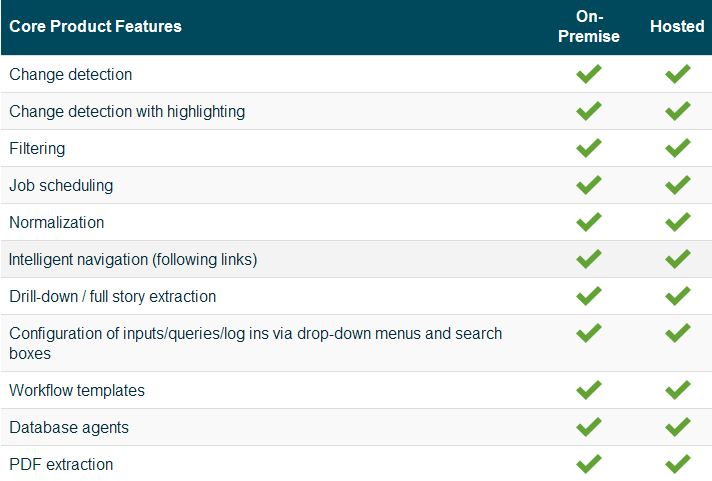 Core Product Features
On-
Premise
Hosted
Change detection
Change detection with highlighting
Filtering
Job scheduling
Normalization
Intelligent navigation (following links)
Drill-down / full story extraction
Configuration of inputs/queries/log ins via drop-down menus and search
boxes
Workflow templates
Database agents
PDF extraction